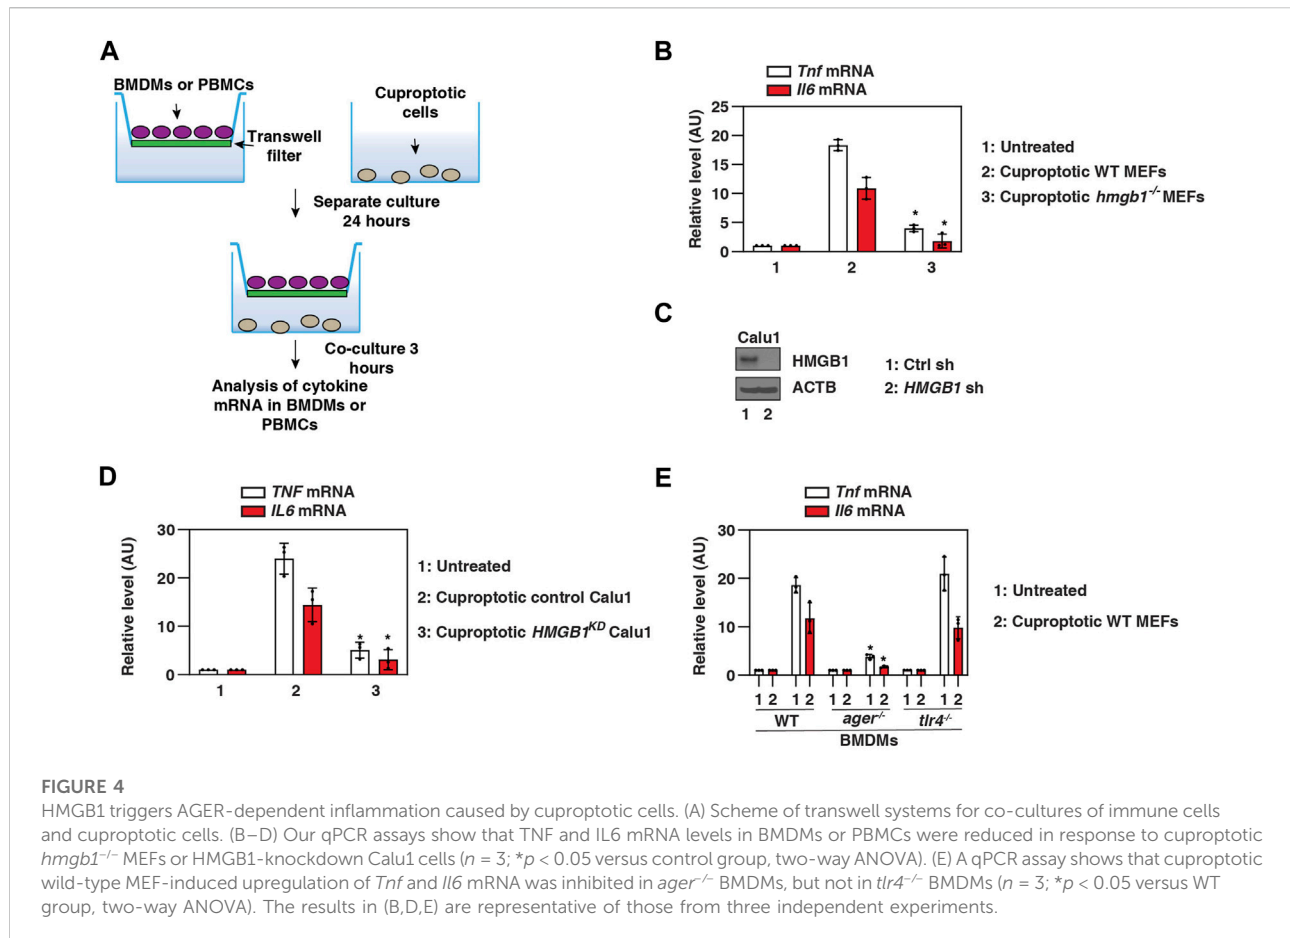 A
BMDMs or PBMCs
Transwell
filter
Cuproptotic
cells
Separate culture
24 hours
Co-culture 3
hours
Analysis of cytokine
mRNA in BMDMs or
PBMCs
B
Tnf mRNA
Il6 mRNA
Relative level (AU)
25
20
15
10
5
0
* *
1 2 3
1: Untreated
2: Cuproptotic WT MEFs
3: Cuproptotic hmgb1-/- MEFs
C
Calu1
HMGB1
ACTB
1 2
1: Ctrl sh
2: HMGB1 sh
D
TNF mRNA
IL6 mRNA
Relative level (AU)
30
20
10
0
* *
1 2 3
1: Untreated
2: Cuproptotic control Calu1
3: Cuproptotic HMGB1KD Calu1
E
Tnf mRNA
Il6 mRNA
Relative level (AU)
30
20
10
0
* *
1 2 1 2 1 2 1 2 1 2 1 2
WT ager-/- tlr4-/-
BMDMs
1: Untreated
2: Cuproptotic WT MEFs
FIGURE 4
HMGB1 triggers AGER-dependent inflammation caused by cuproptotic cells. (A) Scheme of transwell systems for co-cultures of immune cells
and cuproptotic cells. (B–D) Our qPCR assays show that TNF and IL6 mRNA levels in BMDMs or PBMCs were reduced in response to cuproptotic
hmgb1−/− MEFs or HMGB1-knockdown Calu1 cells (n = 3; *p < 0.05 versus control group, two-way ANOVA). (E) A qPCR assay shows that cuproptotic
wild-type MEF-induced upregulation of Tnf and Il6 mRNA was inhibited in ager−/− BMDMs, but not in tlr4−/− BMDMs (n = 3; *p < 0.05 versus WT
group, two-way ANOVA). The results in (B,D,E) are representative of those from three independent experiments.